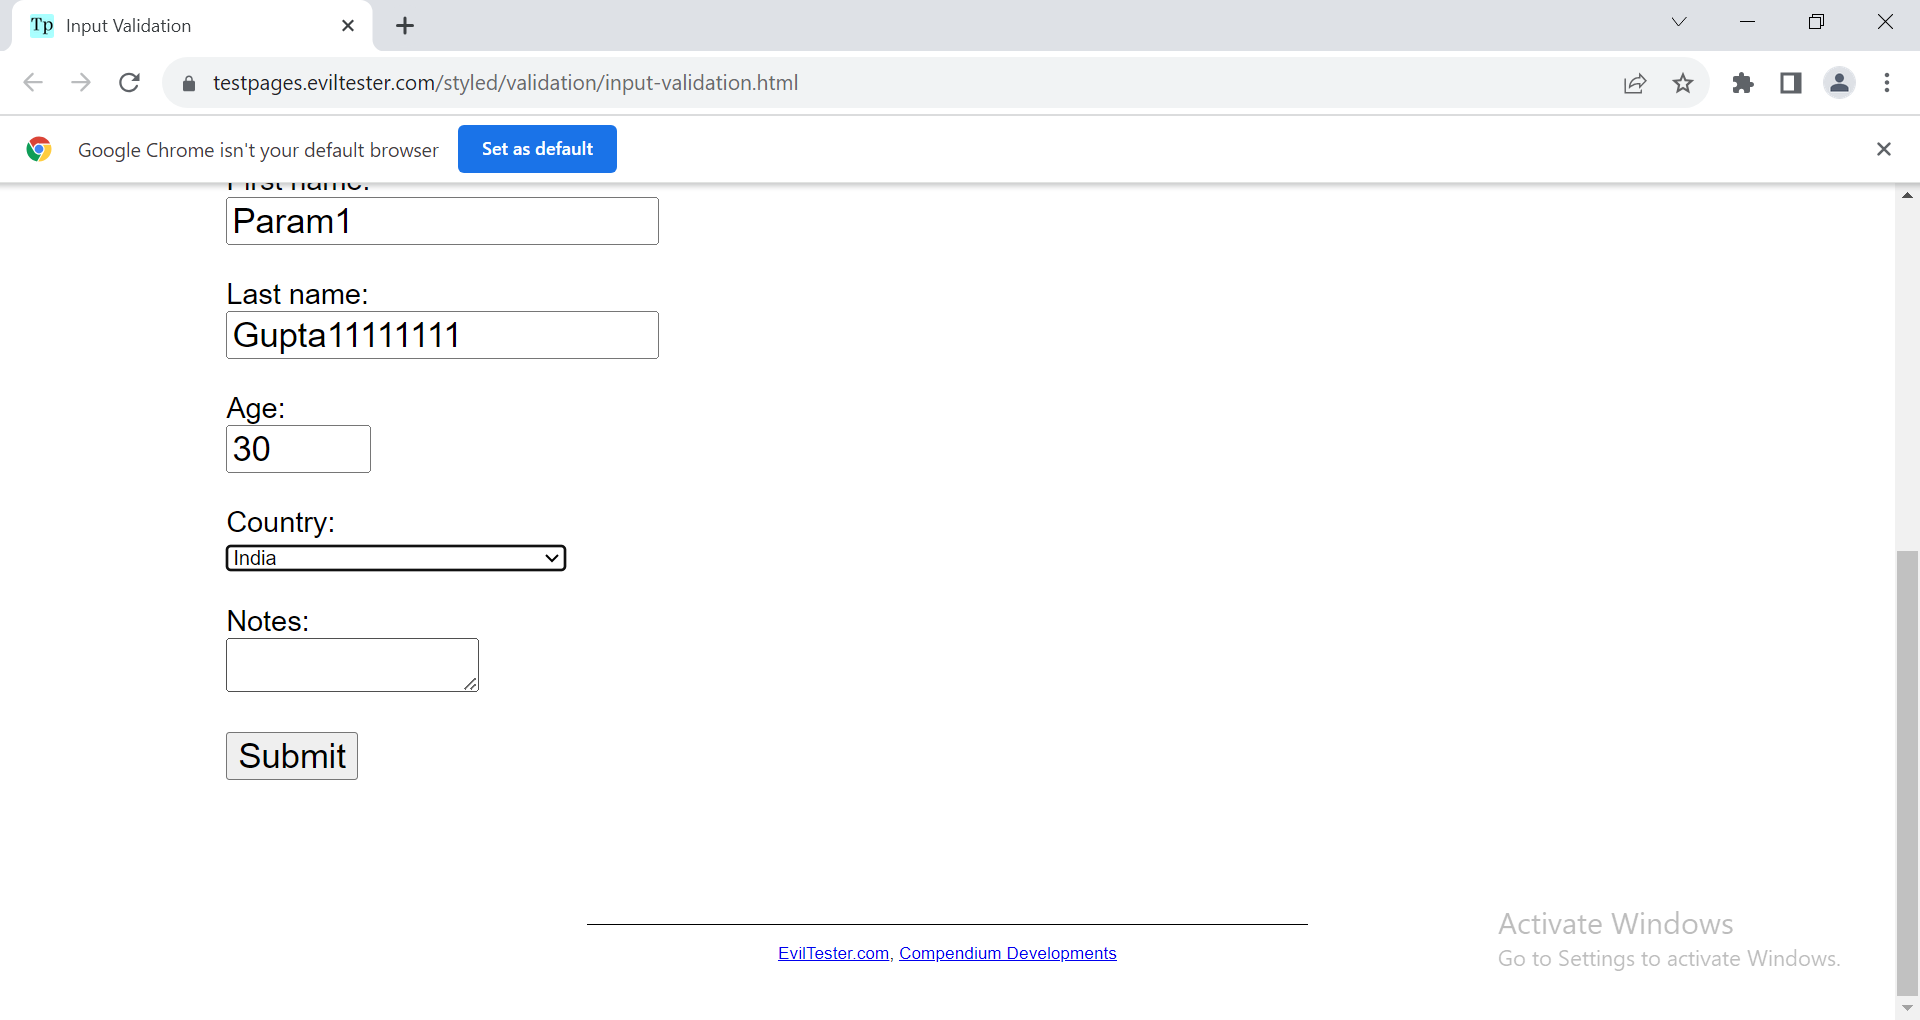 Tp Input Validation
testpages.eviltester.com/styled/validation/input-validation.html
Google Chrome isn't your default browser Set as default
First name:
Param1
Last name:
Gupta11111111
Age:
30
Country:
India
Notes:
Submit
EvilTester.com, Compendium Developments
Activate Windows
Go to Settings to activate Windows.